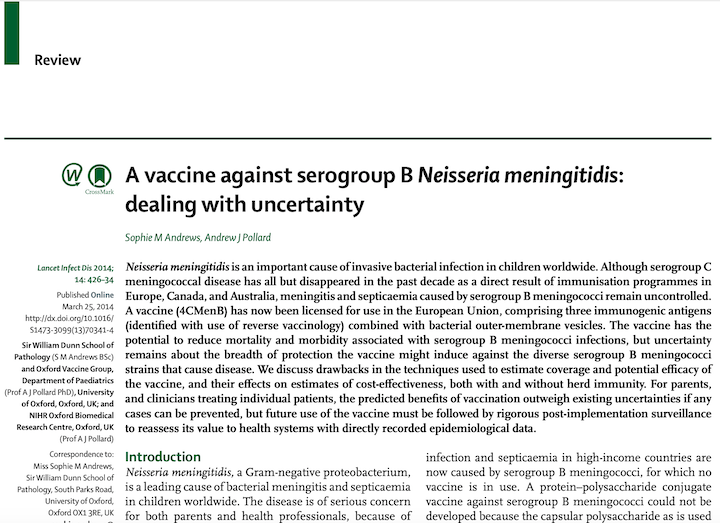 Review
A vaccine against serogroup B Neisseria meningitidis:
dealing with uncertainty
CrossMark
Sophie M Andrews, Andrew J Pollard
Lancet Infect Dis 2014;
14: 426–34
Published Online
March 25, 2014
http://dx.doi.org/10.1016/
S1473-3099(13)70341-4
Sir William Dunn School of
Pathology (S M Andrews BSc)
and Oxford Vaccine Group,
Department of Paediatrics
(Prof A J Pollard PhD), University
of Oxford, Oxford, UK; and
NIHR Oxford Biomedical
Research Centre, Oxford, UK
(Prof A J Pollard)
Correspondence to:
Miss Sophie M Andrews,
Sir William Dunn School of
Pathology, South Parks Road,
University of Oxford,
Oxford OX1 3RE, UK
Neisseria meningitidis is an important cause of invasive bacterial infection in children worldwide. Although serogroup C
meningococcal disease has all but disappeared in the past decade as a direct result of immunisation programmes in
Europe, Canada, and Australia, meningitis and septicaemia caused by serogroup B meningococci remain uncontrolled.
A vaccine (4CMenB) has now been licensed for use in the European Union, comprising three immunogenic antigens
(identified with use of reverse vaccinology) combined with bacterial outer-membrane vesicles. The vaccine has the
potential to reduce mortality and morbidity associated with serogroup B meningococci infections, but uncertainty
remains about the breadth of protection the vaccine might induce against the diverse serogroup B meningococci
strains that cause disease. We discuss drawbacks in the techniques used to estimate coverage and potential efficacy of
the vaccine, and their effects on estimates of cost-effectiveness, both with and without herd immunity. For parents,
and clinicians treating individual patients, the predicted benefits of vaccination outweigh existing uncertainties if any
cases can be prevented, but future use of the vaccine must be followed by rigorous post-implementation surveillance
to reassess its value to health systems with directly recorded epidemiological data.
Introduction
Neisseria meningitidis, a Gram-negative proteobacterium,
is a leading cause of bacterial meningitis and septicaemia
in children worldwide. The disease is of serious concern
for both parents and health professionals, because of
infection and septicaemia in high-income countries are
now caused by serogroup B meningococci, for which no
vaccine is in use. A protein–polysaccharide conjugate
vaccine against serogroup B meningococci could not be
developed because the capsular polysaccharide as is used